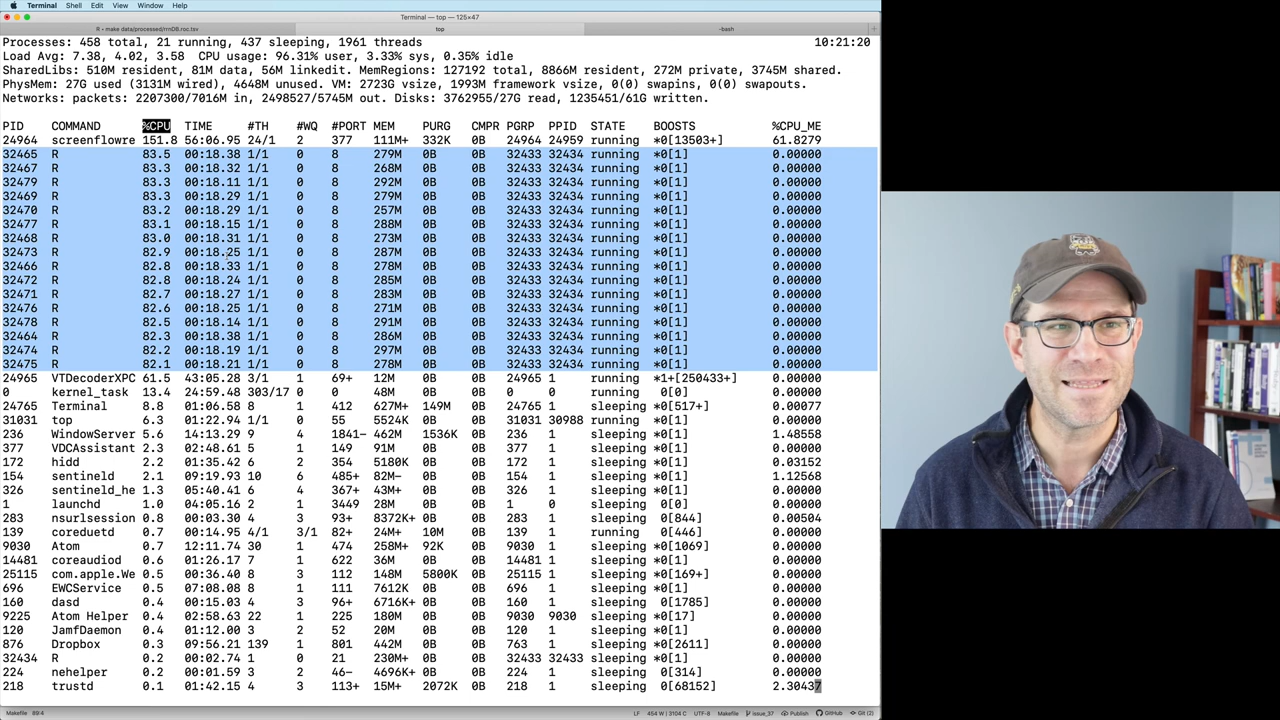 Terminal Shell Edit View Window Help
Terminal — top — 125×47
R • make data/processed/rrnDB.roc.tsv top -bash +
Processes: 458 total, 21 running, 437 sleeping, 1961 threads 10:21:20
Load Avg: 7.38, 4.02, 3.58 CPU usage: 96.31% user, 3.33% sys, 0.35% idle
SharedLibs: 510M resident, 81M data, 56M linkedit. MemRegions: 127192 total, 8866M resident, 272M private, 3745M shared.
PhysMem: 27G used (3131M wired), 4648M unused. VM: 2723G vsize, 1993M framework vsize, 0(0) swapins, 0(0) swapouts.
Networks: packets: 2207300/7016M in, 2498527/5745M out. Disks: 3762955/27G read, 1235451/61G written.
PID COMMAND %CPU TIME #TH #WQ #PORT MEM PURG CMPR PGRP PPID STATE BOOSTS %CPU_ME
24964 screenflowre 151.8 56:06.95 24/1 2 377 111M+ 332K 0B 24964 24959 running *0[13503+] 61.8279
32465 R 83.5 00:18.38 1/1 0 8 279M 0B 0B 32433 32434 running *0[1] 0.00000
32467 R 83.3 00:18.32 1/1 0 8 268M 0B 0B 32433 32434 running *0[1] 0.00000
32479 R 83.3 00:18.11 1/1 0 8 292M 0B 0B 32433 32434 running *0[1] 0.00000
32469 R 83.3 00:18.29 1/1 0 8 279M 0B 0B 32433 32434 running *0[1] 0.00000
32470 R 83.2 00:18.29 1/1 0 8 257M 0B 0B 32433 32434 running *0[1] 0.00000
32477 R 83.1 00:18.15 1/1 0 8 288M 0B 0B 32433 32434 running *0[1] 0.00000
32468 R 83.0 00:18.31 1/1 0 8 273M 0B 0B 32433 32434 running *0[1] 0.00000
32473 R 82.9 00:18.25 1/1 0 8 287M 0B 0B 32433 32434 running *0[1] 0.00000
32466 R 82.8 00:18.33 1/1 0 8 278M 0B 0B 32433 32434 running *0[1] 0.00000
32472 R 82.8 00:18.24 1/1 0 8 285M 0B 0B 32433 32434 running *0[1] 0.00000
32471 R 82.7 00:18.27 1/1 0 8 283M 0B 0B 32433 32434 running *0[1] 0.00000
32476 R 82.6 00:18.25 1/1 0 8 271M 0B 0B 32433 32434 running *0[1] 0.00000
32478 R 82.5 00:18.14 1/1 0 8 291M 0B 0B 32433 32434 running *0[1] 0.00000
32464 R 82.3 00:18.38 1/1 0 8 286M 0B 0B 32433 32434 running *0[1] 0.00000
32474 R 82.2 00:18.19 1/1 0 8 297M 0B 0B 32433 32434 running *0[1] 0.00000
32475 R 82.1 00:18.21 1/1 0 8 283M 0B 0B 32433 32434 running *0[1] 0.00000
24965 VTDecoderXPC 61.5 43:05.28 3/1 1 69+ 12M 0B 0B 24965 1 running *1+[250433+] 0.00000
0 kernel_task 13.4 24:59.48 303/17 0 0 48M 0B 0B 0 0 running 0[0] 0.00000
24765 Terminal 8.8 01:06.58 8 1 412 627M+ 149M 0B 24765 1 sleeping *0[517+] 0.00077
31031 top 6.3 01:22.94 1/1 0 55 5524K 0B 0B 31031 30988 running *0[1] 0.00000
236 WindowServer 5.6 14:13.29 9 4 1841- 462M 1536K 0B 236 1 sleeping *0[1] 1.48558
377 VDCAssistant 2.3 02:48.61 5 1 149 91M 0B 0B 377 1 sleeping *0[1] 0.00000
172 hidd 2.2 01:35.42 6 2 354 5180K 0B 0B 172 1 sleeping *0[1] 0.03152
154 sentineld 2.1 09:19.93 10 6 485+ 82M- 0B 0B 154 1 sleeping *0[1] 1.12568
326 sentineld_he 1.3 05:40.41 6 4 367+ 43M+ 0B 0B 326 1 sleeping *0[1] 0.00000
1 launchd 1.0 04:05.16 2 1 3449 28M 0B 0B 1 0 sleeping 0[0] 0.00000
283 nsurlsession 0.8 00:03.30 4 3 93+ 8372K+ 0B 0B 283 1 sleeping 0[844] 0.00504
139 coreduetd 0.7 00:14.95 4/1 3/1 82+ 24M+ 10M 0B 139 1 running 0[446] 0.00000
9030 Atom 0.7 12:11.74 30 1 474 258M+ 92K 0B 9030 1 sleeping *0[1069] 0.00000
14481 coreaudiod 0.6 01:26.17 7 1 622 36M 0B 0B 14481 1 sleeping *0[1] 0.00000
25115 com.apple.We 0.5 00:36.40 8 3 112 148M 5800K 0B 25115 1 sleeping *0[169+] 0.00000
696 EWCService 0.5 07:08.08 8 1 111 7612K 0B 0B 696 1 sleeping *0[1] 0.00000
160 dasd 0.4 00:15.03 4 3 96+ 6716K+ 0B 0B 160 1 sleeping 0[1785] 0.00000
9225 Atom Helper 0.4 02:58.63 22 1 225 180M 0B 0B 9030 9030 sleeping *0[17] 0.00000
120 JamfDaemon 0.4 01:12.00 3 2 52 20M 0B 0B 120 1 sleeping *0[1] 0.00000
876 Dropbox 0.3 09:56.21 139 1 801 442M 0B 0B 763 1 sleeping *0[2611] 0.00000
32434 R 0.2 00:02.74 1 0 21 230M+ 0B 0B 32433 32433 sleeping *0[1] 0.00000
224 nehelper 0.2 00:01.59 3 2 46- 4696K+ 0B 0B 224 1 sleeping 0[314] 0.00000
218 trustd 0.1 01:42.15 4 3 113+ 15M+ 2072K 0B 218 1 sleeping 0[68152] 2.30437
Makefile 89:4 LF 454 W | 3104 C UTF-8 Makefile issue_37 Publish GitHub Git (2)